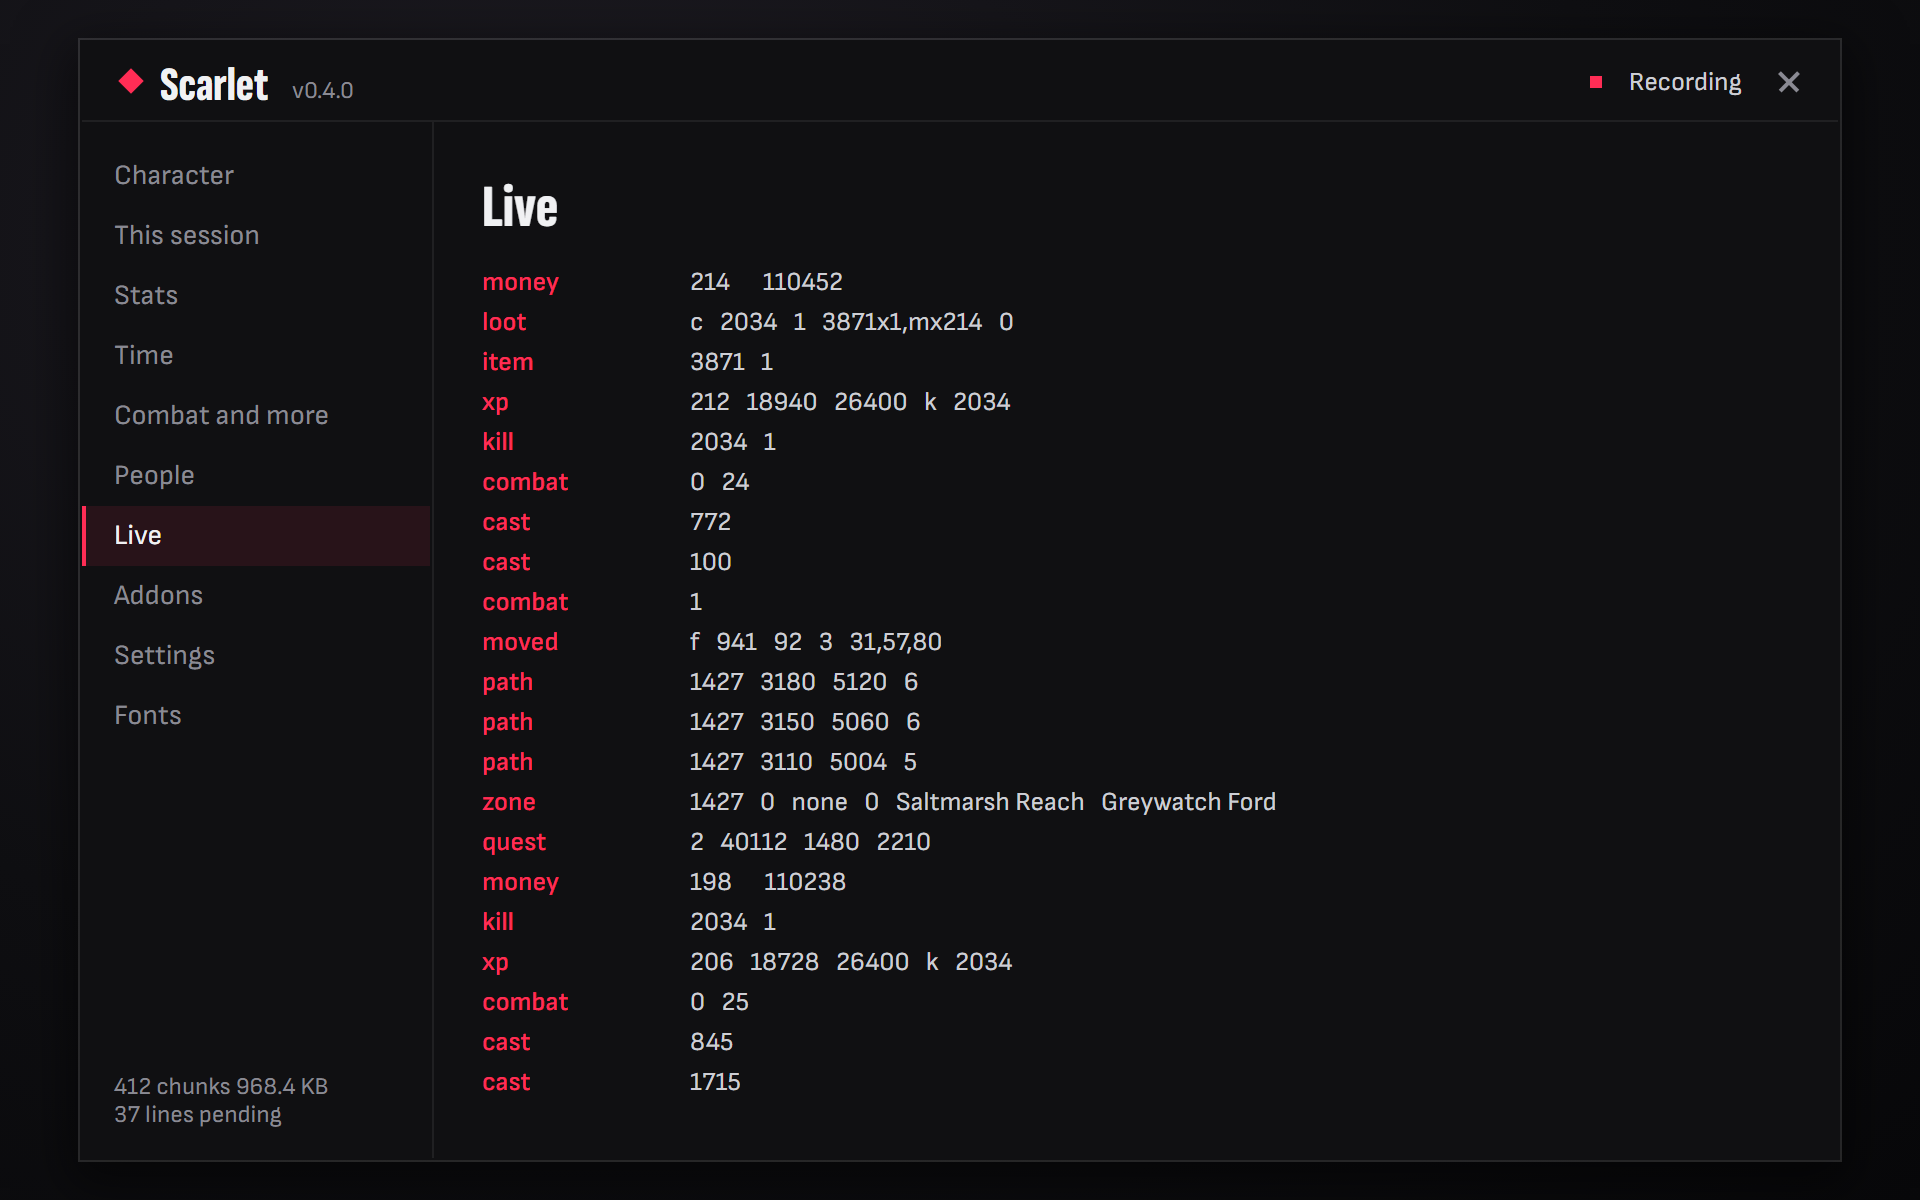 Scarlet v0.4.0
Recording
Character
This session
Stats
Time
Combat and more
People
Live
Addons
Settings
Fonts
412 chunks 968.4 KB
37 lines pending
Live
money 214 110452
loot c 2034 1 3871x1,mx214 0
item 3871 1
xp 212 18940 26400 k 2034
kill 2034 1
combat 0 24
cast 772
cast 100
combat 1
moved f 941 92 3 31,57,80
path 1427 3180 5120 6
path 1427 3150 5060 6
path 1427 3110 5004 5
zone 1427 0 none 0 Saltmarsh Reach Greywatch Ford
quest 2 40112 1480 2210
money 198 110238
kill 2034 1
xp 206 18728 26400 k 2034
combat 0 25
cast 845
cast 1715